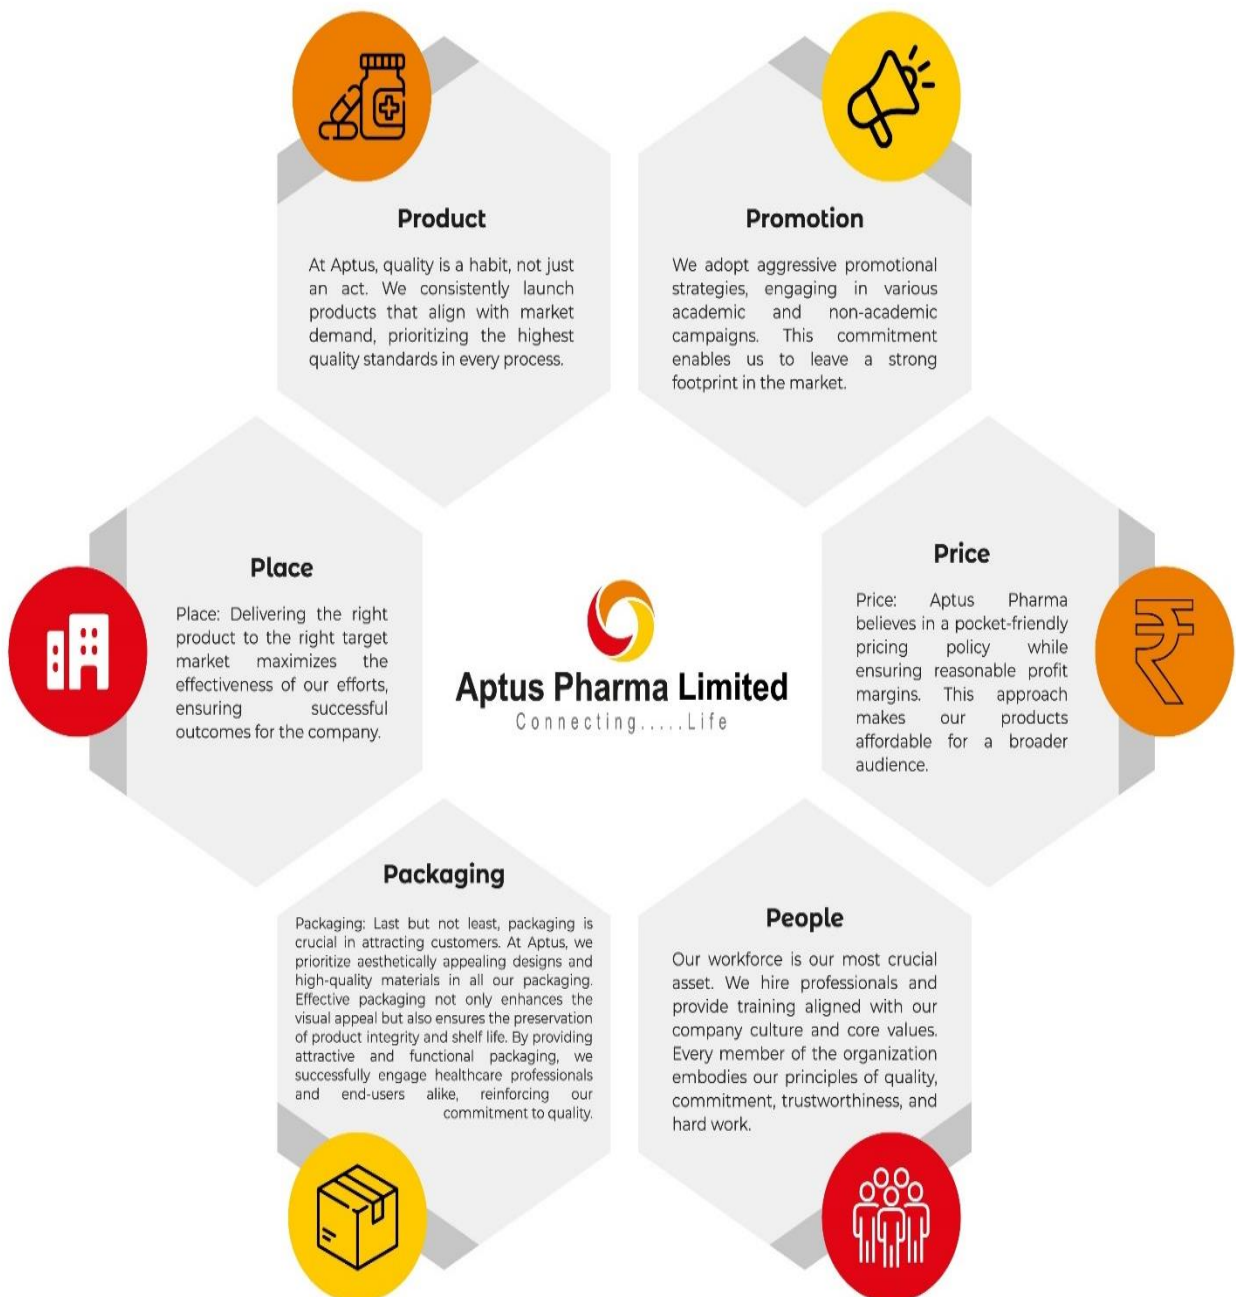 Product
At Aptus, quality is a habit, not just
an act. We consistently launch
products that align with market
demand, prioritizing the highest
quality standards in every process.
Promotion
We adopt aggressive promotional
strategies, engaging in various
academic and non-academic
campaigns. This commitment
enables us to leave a strong
footprint in the market.
Place
Place: Delivering the right
product to the right target
market maximizes the
effectiveness of our efforts,
ensuring successful
outcomes for the company.
Aptus Pharma Limited
Connecting.....Life
Price
Price: Aptus Pharma
believes in a pocket-friendly
pricing policy while
ensuring reasonable profit
margins. This approach
makes our products
affordable for a broader
audience.
Packaging
Packaging: Last but not least, packaging is
crucial in attracting customers. At Aptus, we
prioritize aesthetically appealing designs and
high-quality materials in all our packaging.
Effective packaging not only enhances the
visual appeal but also ensures the preservation
of product integrity and shelf life. By providing
attractive and functional packaging, we
successfully engage healthcare professionals
and end-users alike, reinforcing our
commitment to quality.
People
Our workforce is our most crucial
asset. We hire professionals and
provide training aligned with our
company culture and core values.
Every member of the organization
embodies our principles of quality,
commitment, trustworthiness, and
hard work.